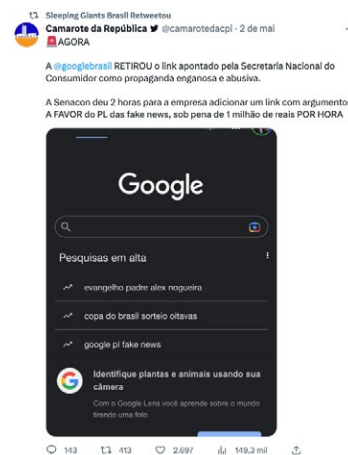 Sleeping Giants Brasil Retweetou
Camarote da República @camarotedacpi · 2 de mai
🚨AGORA
A @googlebrasil RETIROU o link apontado pela Secretaria Nacional do
Consumidor como propaganda enganosa e abusiva.
A Senacon deu 2 horas para a empresa adicionar um link com argumento
A FAVOR do PL das fake news, sob pena de 1 milhão de reais POR HORA
Google
Pesquisas em alta
evangelho padre alex nogueira
copa do brasil sorteio oitavas
google pl fake news
Identifique plantas e animais usando sua
câmera
Com o Google Lens você aprende sobre o mundo
tirando uma foto
143 413 2.697 149,3 mil